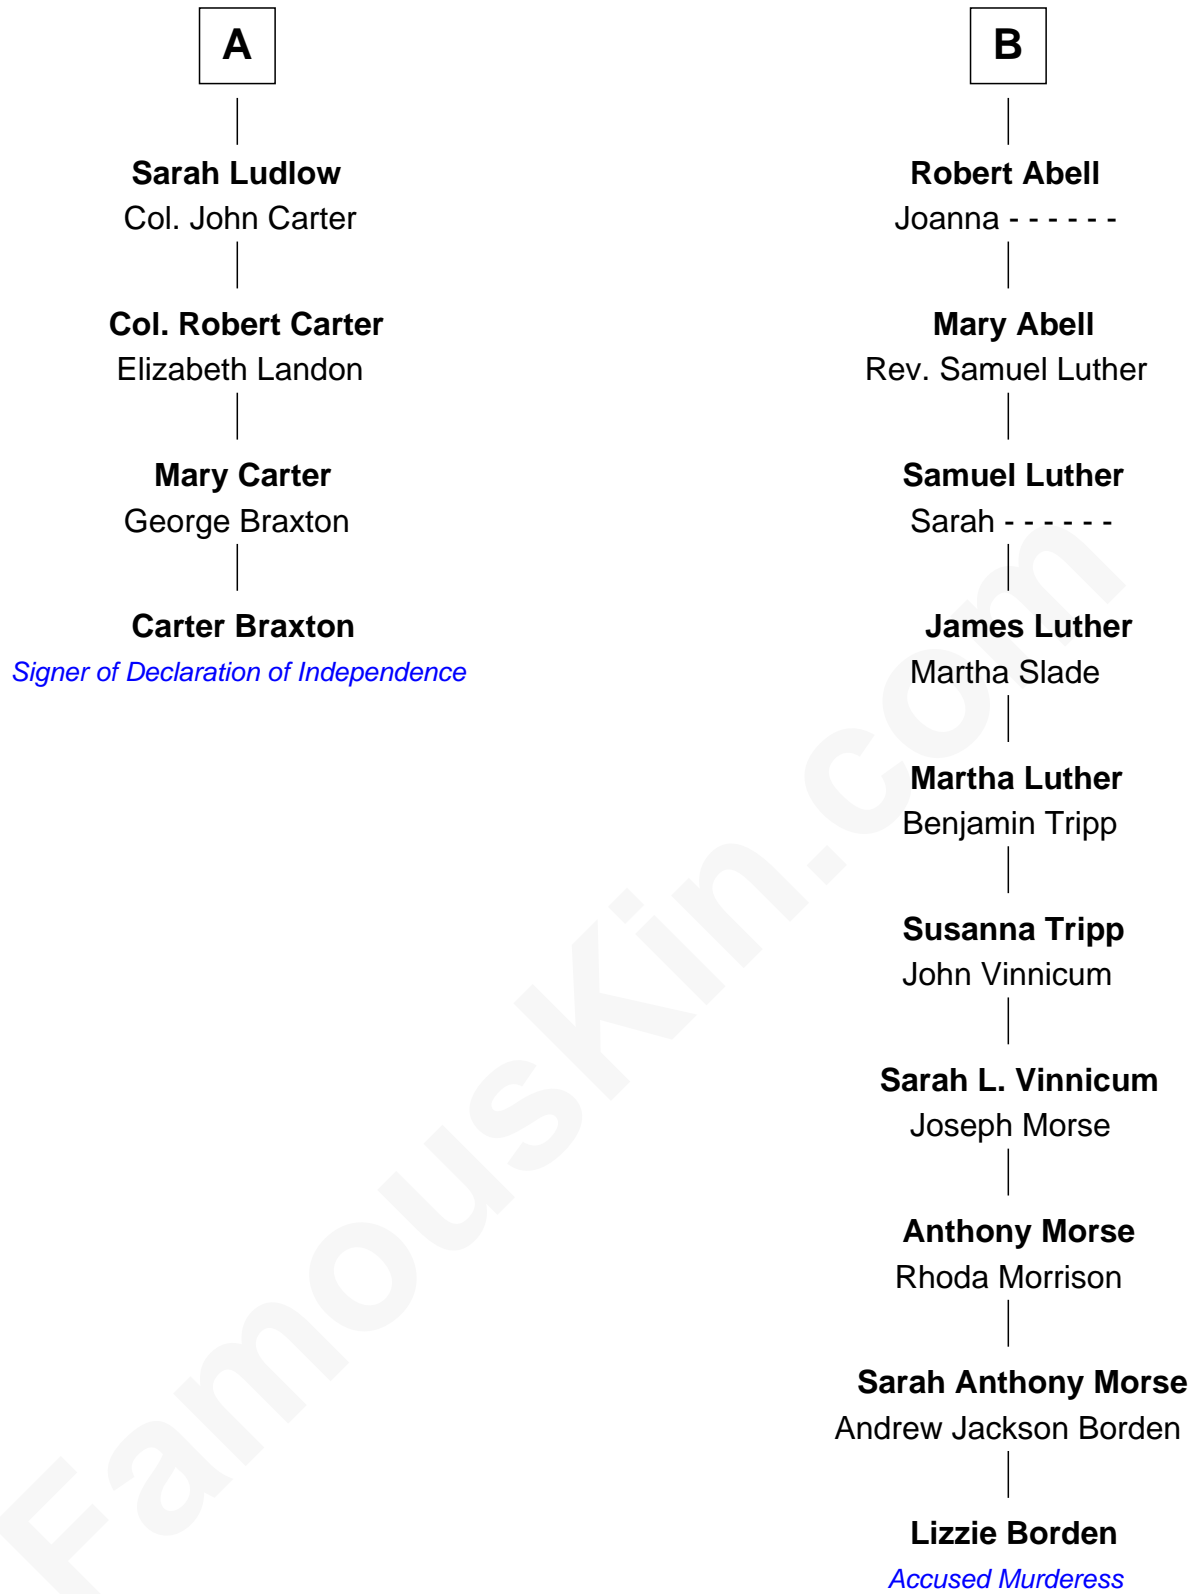 A
Sarah Ludlow
Col. John Carter
Col. Robert Carter
Elizabeth Landon
Mary Carter
George Braxton
Carter Braxton
Signer of Declaration of Independence
B
Robert Abell
Joanna - - - - - -
Mary Abell
Rev. Samuel Luther
Samuel Luther
Sarah - - - - - -
James Luther
Martha Slade
Martha Luther
Benjamin Tripp
Susanna Tripp
John Vinnicum
Sarah L. Vinnicum
Joseph Morse
Anthony Morse
Rhoda Morrison
Sarah Anthony Morse
Andrew Jackson Borden
Lizzie Borden
Accused Murderess
FamousKin.com